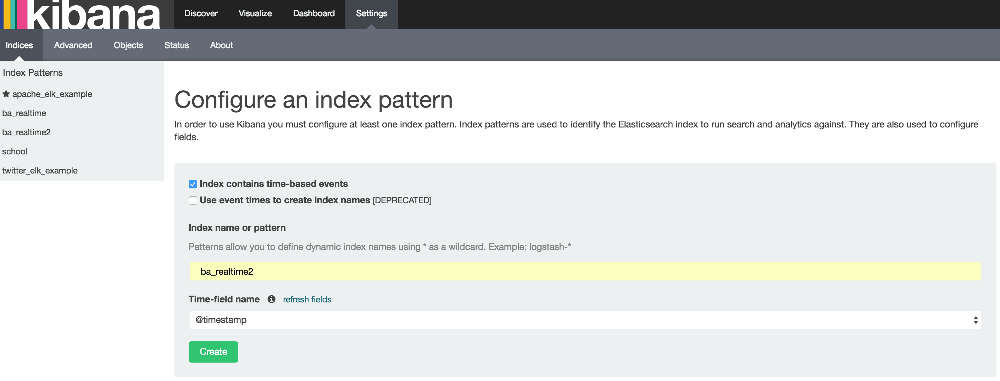 kibana
Discover Visualize Dashboard Settings
Indices Advanced Objects Status About
Index Patterns
apache_elk_example
ba_realtime
ba_realtime2
school
twitter_elk_example
Configure an index pattern
In order to use Kibana you must configure at least one index pattern. Index patterns are used to identify the Elasticsearch index to run search and analytics against. They are also used to configure
fields.
Index contains time-based events
Use event times to create index names [DEPRECATED]
Index name or pattern
Patterns allow you to define dynamic index names using * as a wildcard. Example: logstash-*
ba_realtime2
Time-field name refresh fields
@timestamp
Create